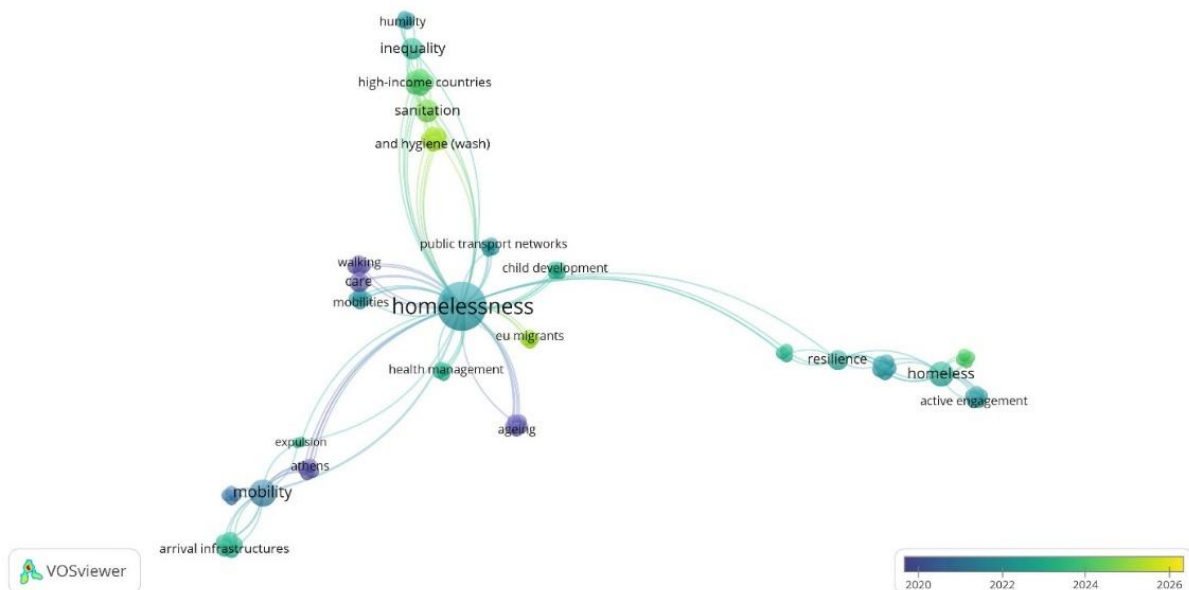 humility
inequality
high-income countries
sanitation
and hygiene (wash)
public transport networks
walking
child development
care
mobilities
homelessness
eu migrants
resilience
health management
homeless
active engagement
ageing
expulsion
athens
mobility
arrival infrastructures
VOSviewer
2020 2022 2024 2026